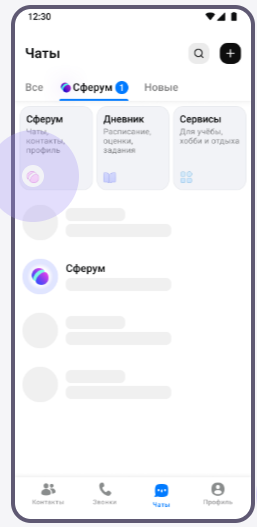 12:30
Чаты
Все Сферум 1 Новые
Сферум Дневник Сервисы
Чаты, контакты, профиль
Расписание, оценки, задания
Для учёбы, хобби и отдыха
Сферум
Контакты Звонки Чаты Профиль